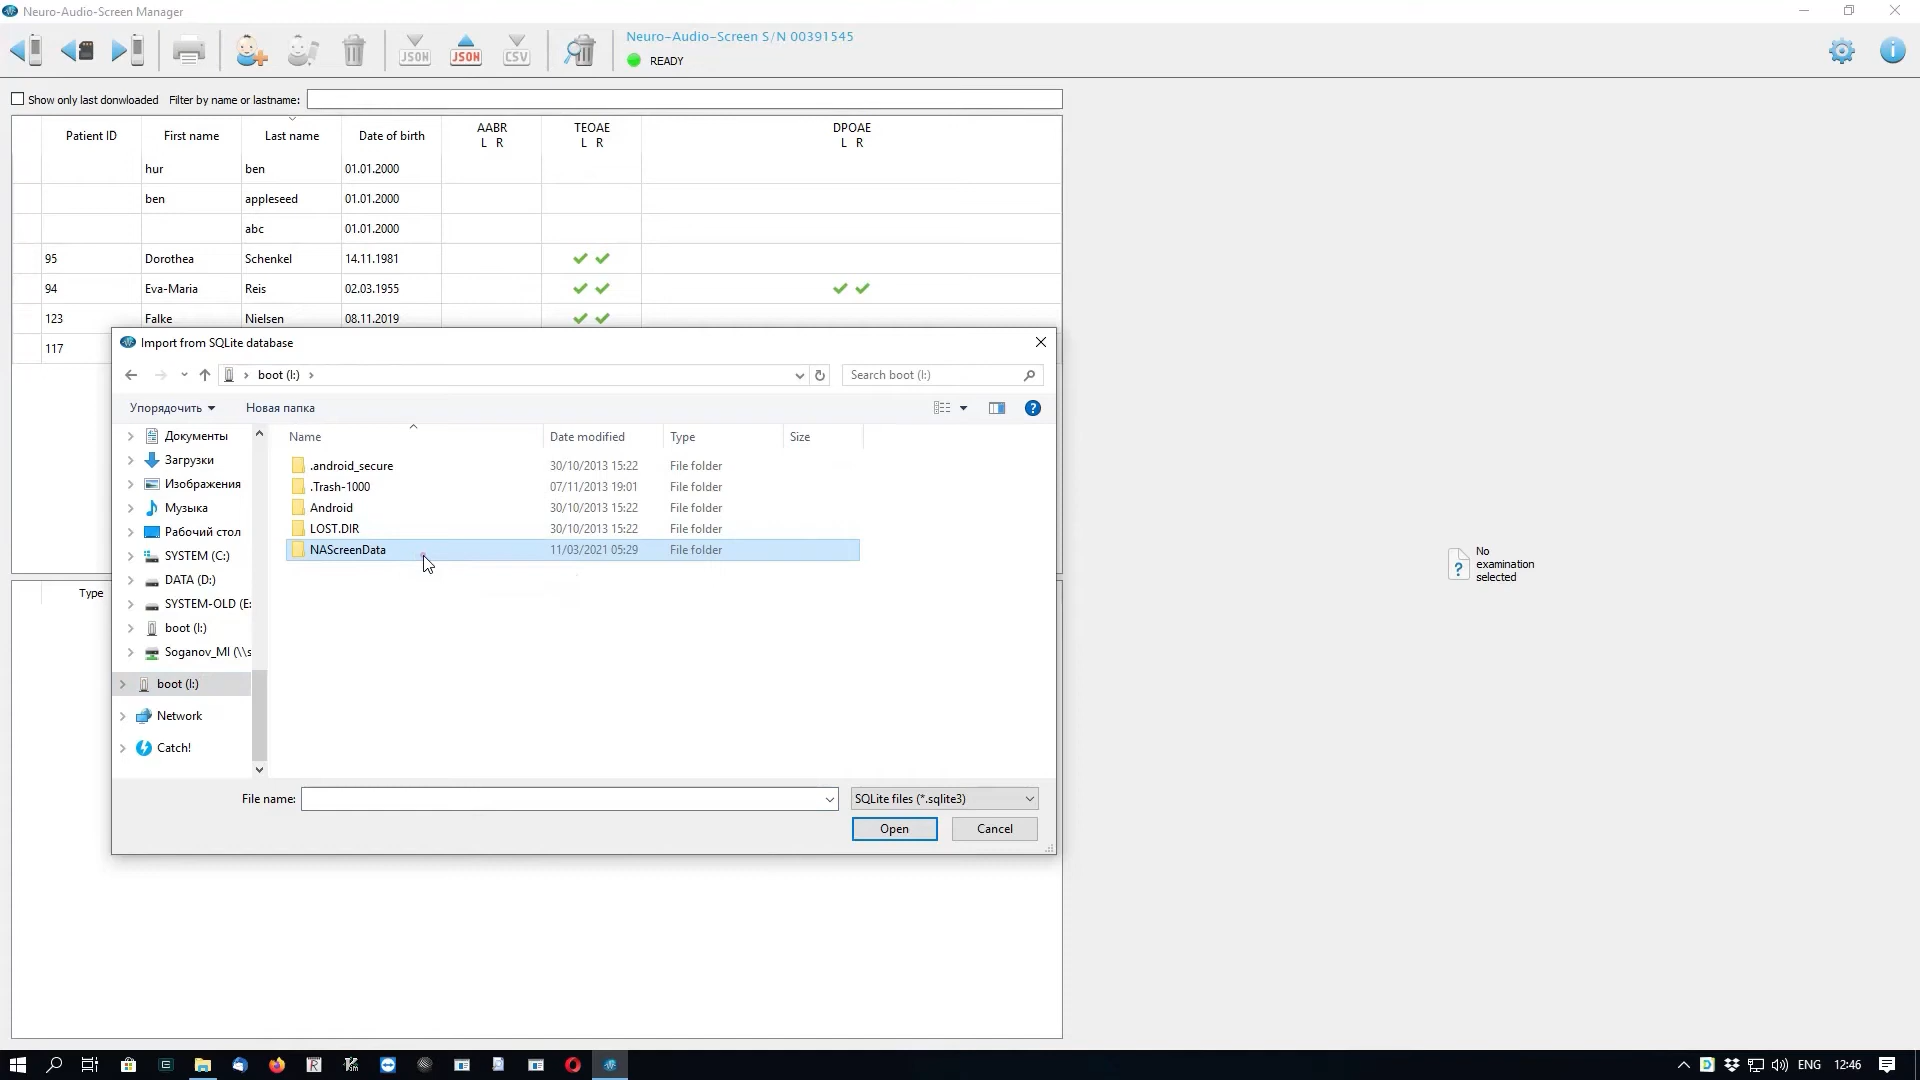 Neuro-Audio-Screen Manager
JSON JSON CSV
Neuro-Audio-Screen S/N 00391545
READY
Show only last donwloaded Filter by name or lastname:
Patient ID First name Last name Date of birth AABR L R TEOAE L R DPOAE L R
hur ben 01.01.2000
ben appleseed 01.01.2000
abc 01.01.2000
95 Dorothea Schenkel 14.11.1981
94 Eva-Maria Reis 02.03.1955
123 Falke Nielsen 08.11.2019
117
Import from SQLite database
boot (I:) Search boot (I:)
Упорядочить Новая папка
Name Date modified Type Size
Документы
Загрузки
Изображения
Музыка
Рабочий стол
SYSTEM (C:)
DATA (D:)
SYSTEM-OLD (E:
boot (I:)
Soganov_MI (\\s
boot (I:)
Network
Catch!
.android_secure 30/10/2013 15:22 File folder
.Trash-1000 07/11/2013 19:01 File folder
Android 30/10/2013 15:22 File folder
LOST.DIR 30/10/2013 15:22 File folder
NAScreenData 11/03/2021 05:29 File folder
File name: SQLite files (*.sqlite3)
Open Cancel
Type
No
examination
selected
ENG 12:46